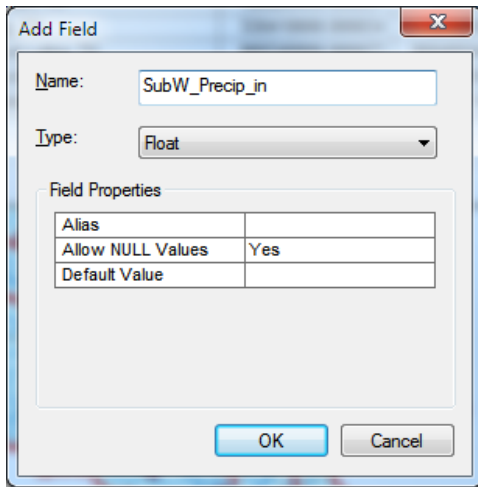 Add Field
Name: SubW_Precip_in
Type: Float
Field Properties
Alias
Allow NULL Values Yes
Default Value
OK Cancel